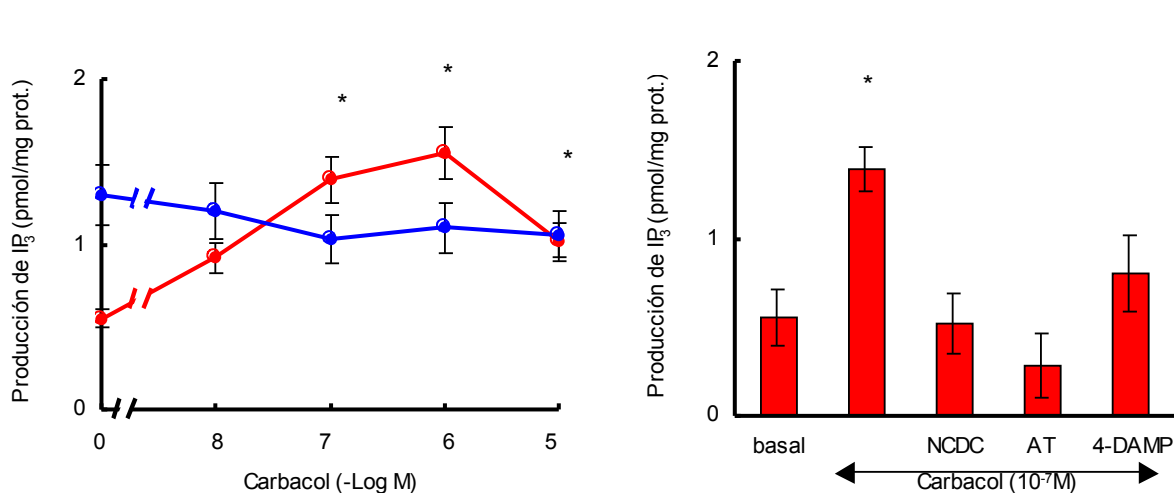 Producción de IP3 (pmol/mg prot.)
2
1
0
*
*
*
0 8 7 6 5
Carbacol (-Log M)
Producción de IP3 (pmol/mg prot.)
2
1
0
*
basal NCDC AT 4-DAMP
Carbacol (10-7M)